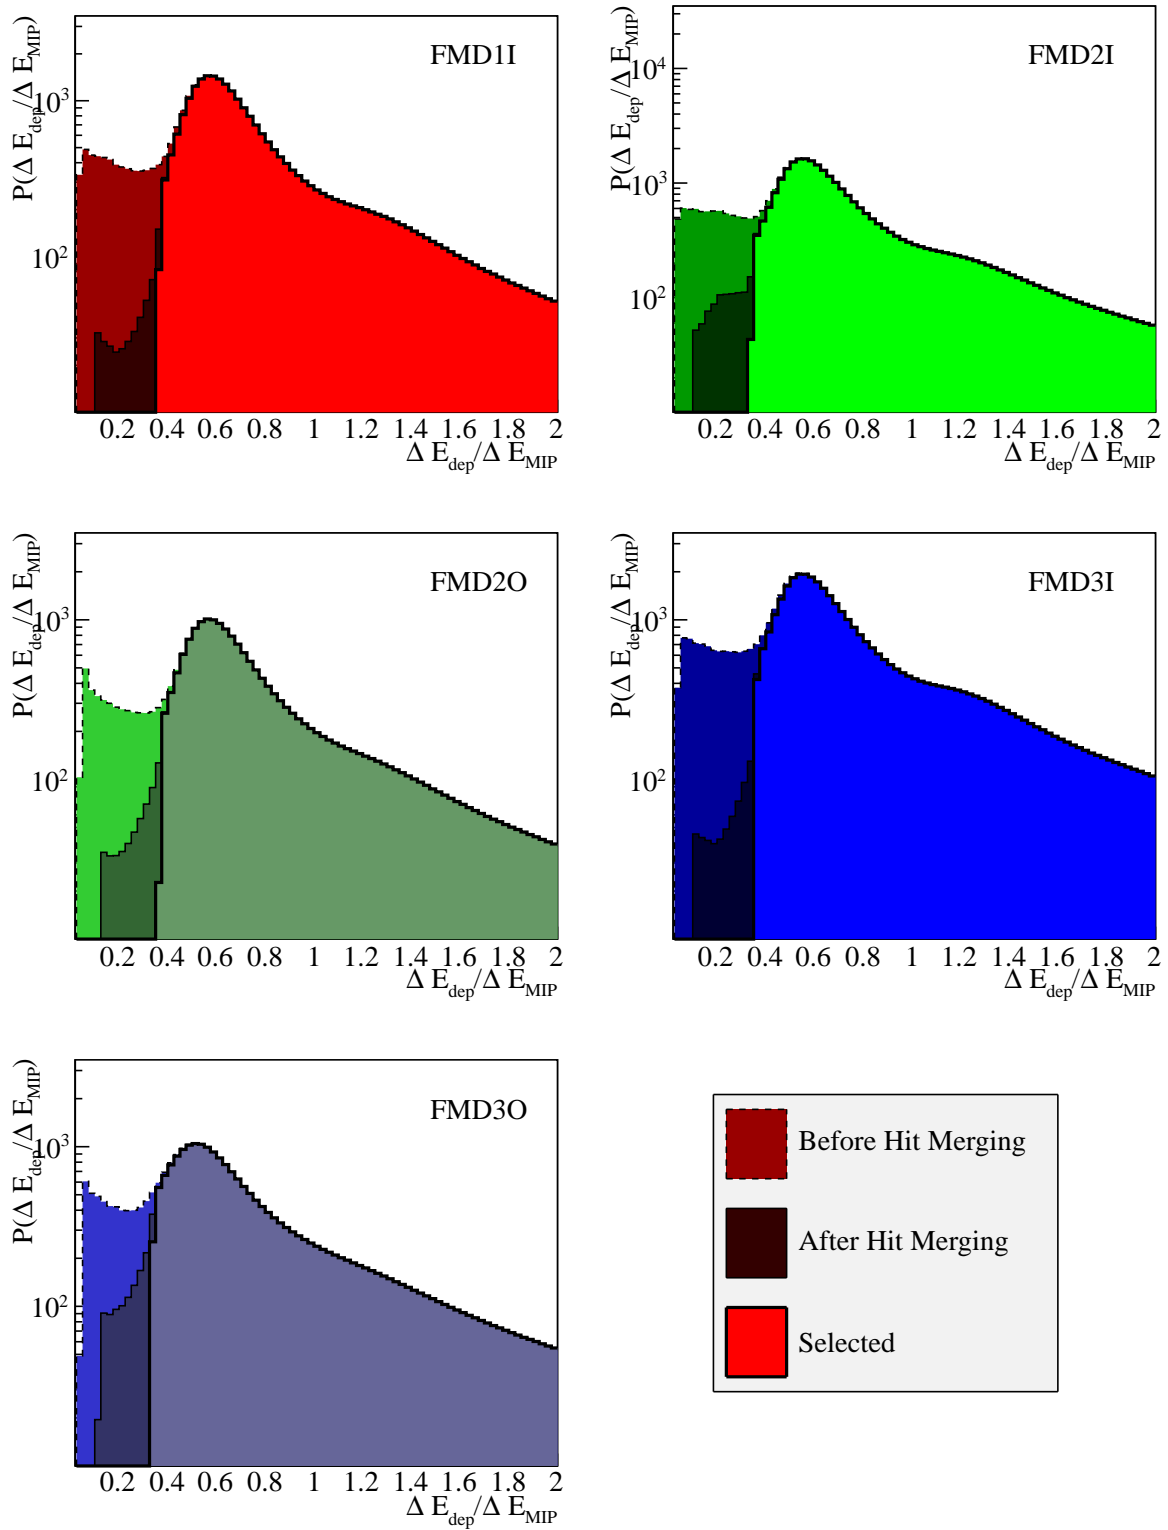 FMD1I
P(Δ E_dep/Δ E_MIP)
10^3
10^2
0.2 0.4 0.6 0.8 1 1.2 1.4 1.6 1.8 2
Δ E_dep/Δ E_MIP
FMD2I
P(Δ E_dep/Δ E_MIP)
10^4
10^3
10^2
0.2 0.4 0.6 0.8 1 1.2 1.4 1.6 1.8 2
Δ E_dep/Δ E_MIP
FMD2O
P(Δ E_dep/Δ E_MIP)
10^3
10^2
0.2 0.4 0.6 0.8 1 1.2 1.4 1.6 1.8 2
Δ E_dep/Δ E_MIP
FMD3I
P(Δ E_dep/Δ E_MIP)
10^3
10^2
0.2 0.4 0.6 0.8 1 1.2 1.4 1.6 1.8 2
Δ E_dep/Δ E_MIP
FMD3O
P(Δ E_dep/Δ E_MIP)
10^3
10^2
0.2 0.4 0.6 0.8 1 1.2 1.4 1.6 1.8 2
Δ E_dep/Δ E_MIP
Before Hit Merging
After Hit Merging
Selected